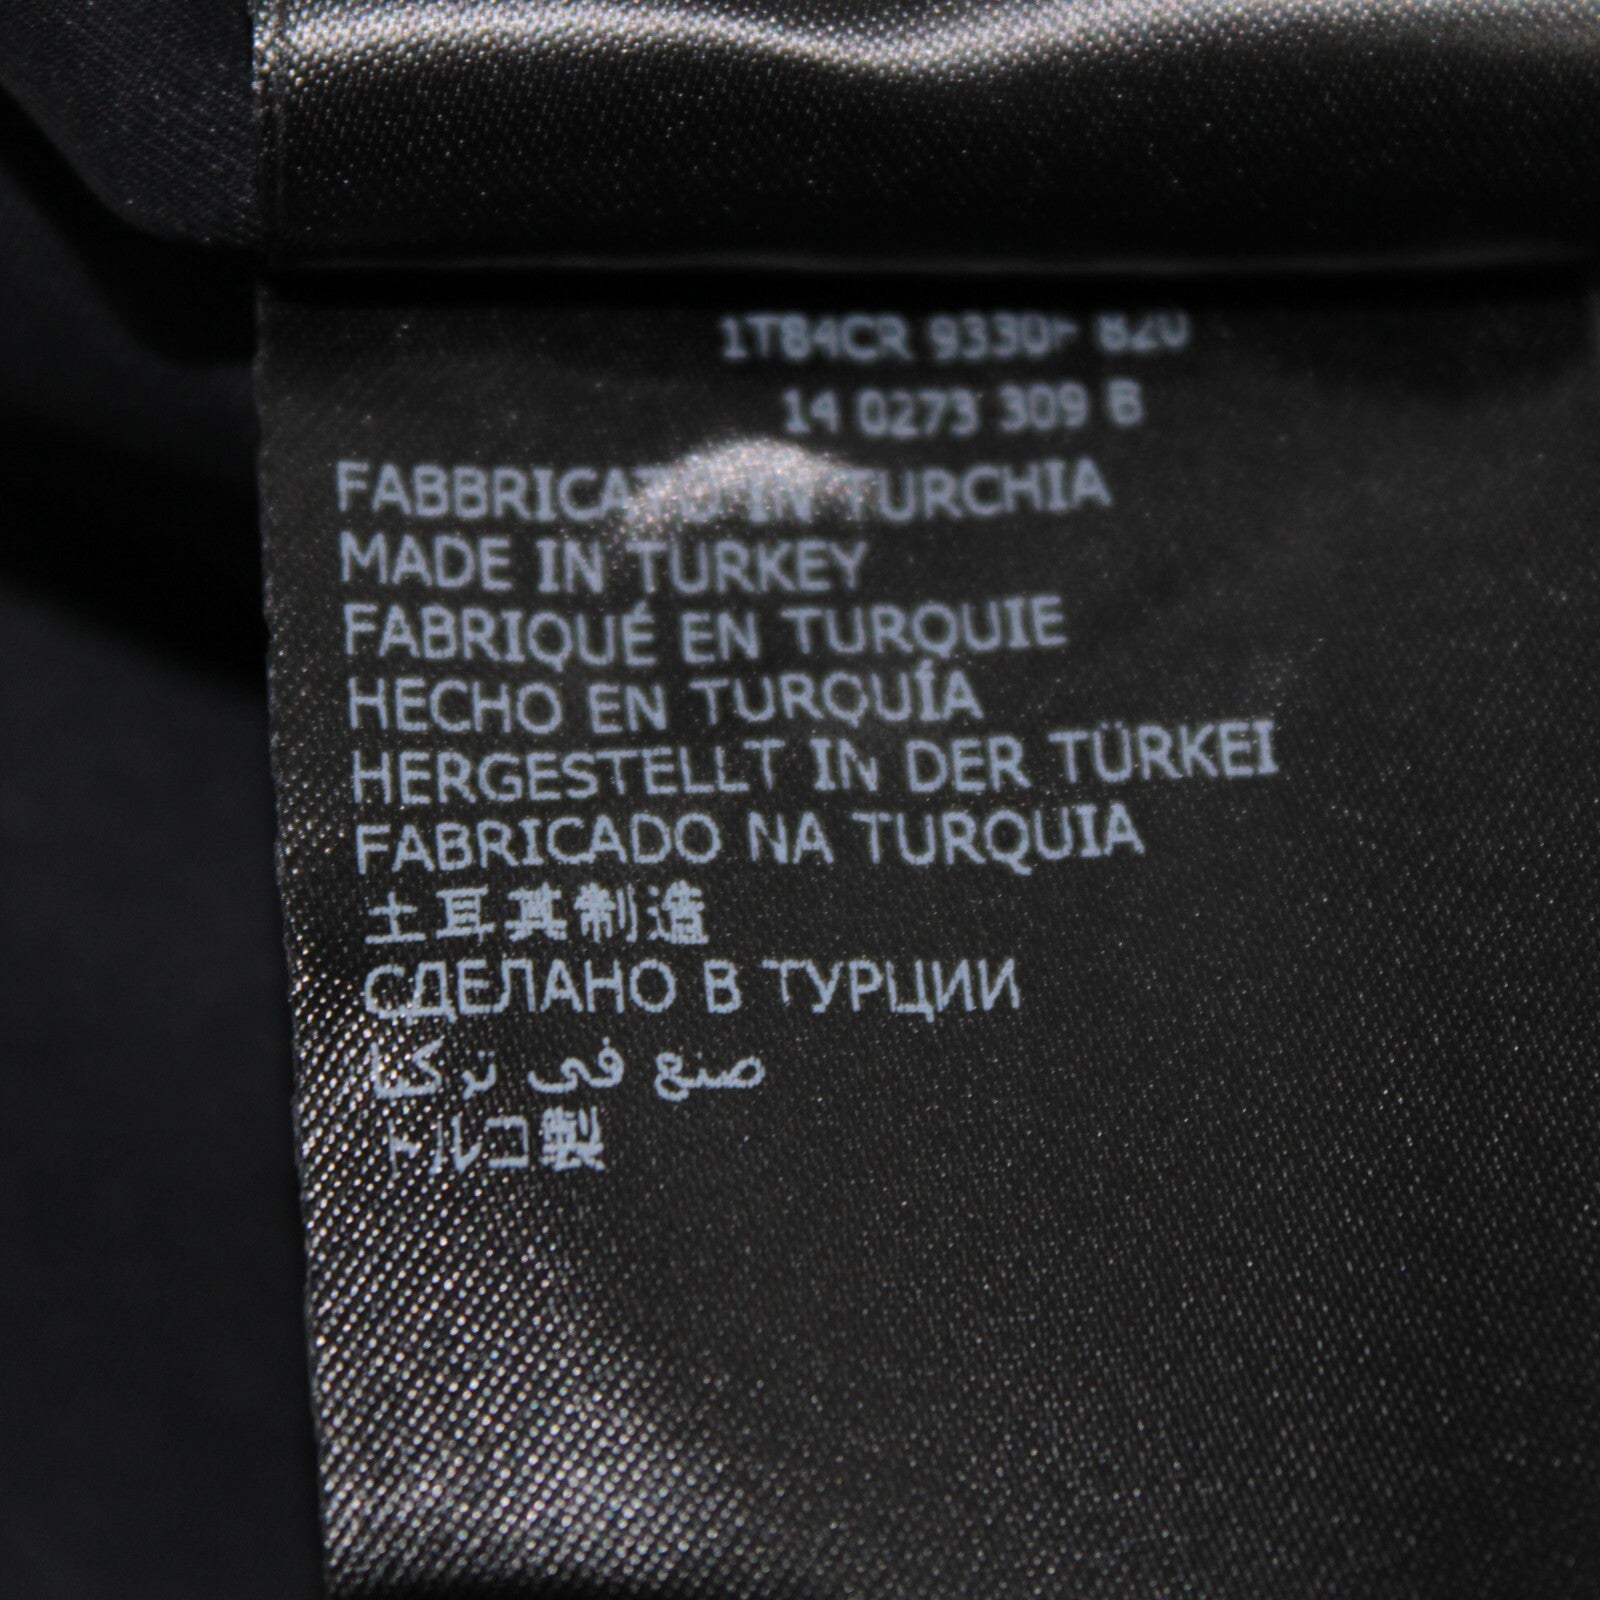 1T84CR 9330F 820
14 0273 309 B
FABBRICATO IN TURCHIA
MADE IN TURKEY
FABRIQUÉ EN TURQUIE
HECHO EN TURQUÍA
HERGESTELLT IN DER TÜRKEI
FABRICADO NA TURQUIA
土耳其制造
СДЕЛАНО В ТУРЦИИ
صنع في تركيا
トルコ製